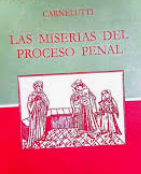 CARNELUTTI
LAS MISERIAS DEL
PROCESO PENAL